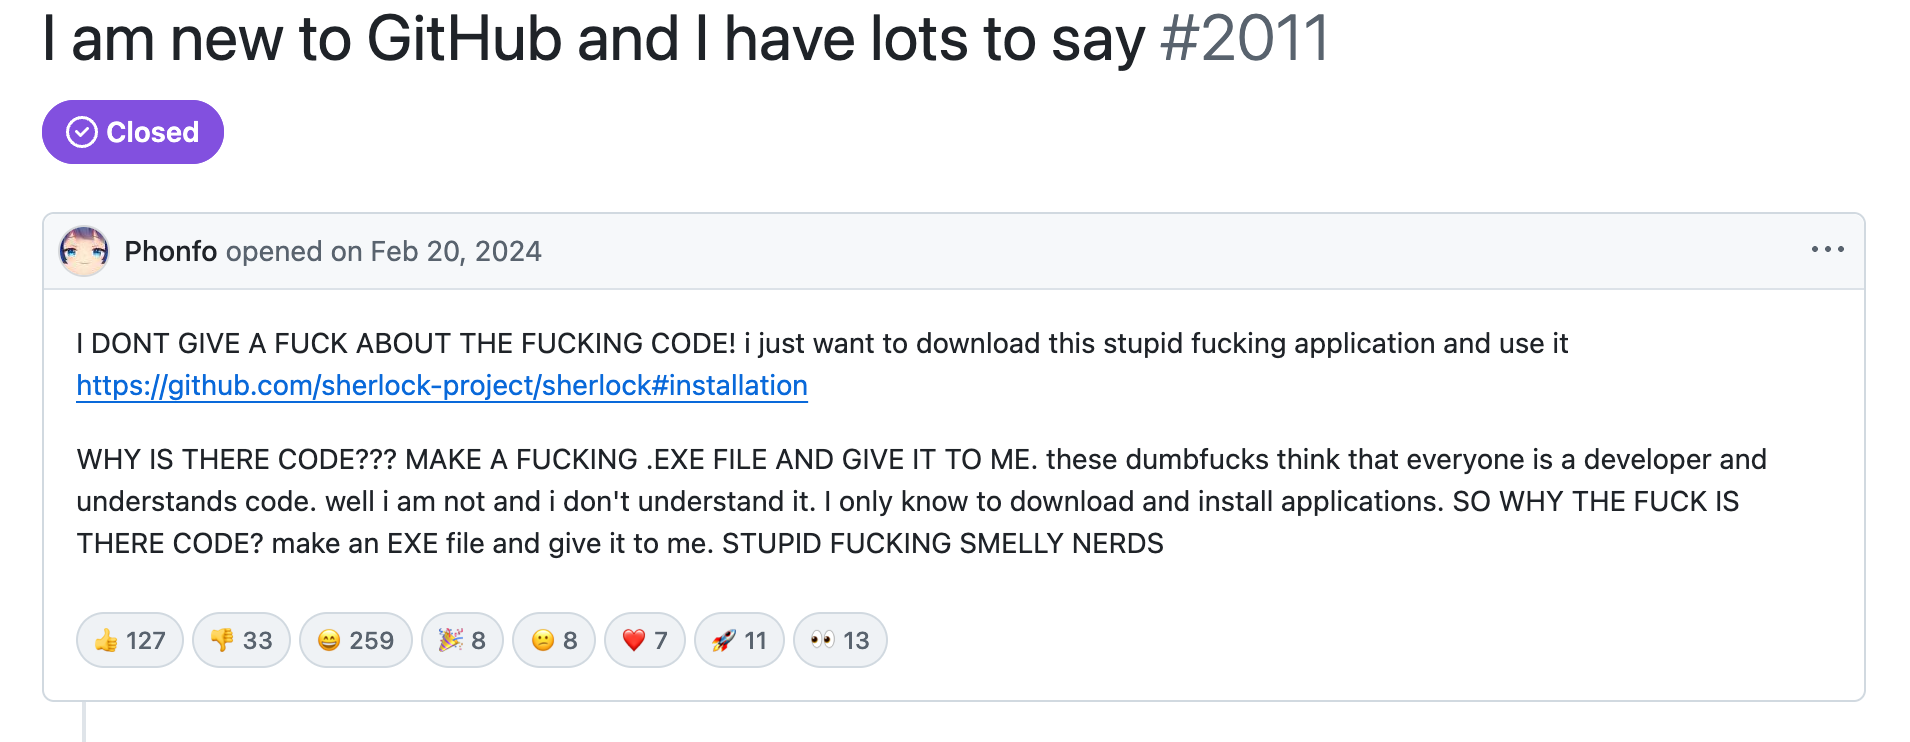 I am new to GitHub and I have lots to say #2011
Closed
Phonfo opened on Feb 20, 2024
I DONT GIVE A FUCK ABOUT THE FUCKING CODE! i just want to download this stupid fucking application and use it
https://github.com/sherlock-project/sherlock#installation
WHY IS THERE CODE??? MAKE A FUCKING .EXE FILE AND GIVE IT TO ME. these dumbfucks think that everyone is a developer and
understands code. well i am not and i don't understand it. I only know to download and install applications. SO WHY THE FUCK IS
THERE CODE? make an EXE file and give it to me. STUPID FUCKING SMELLY NERDS
👍 127 👎 33 😄 259 🎉 8 😕 8 ❤️ 7 🚀 11 👀 13